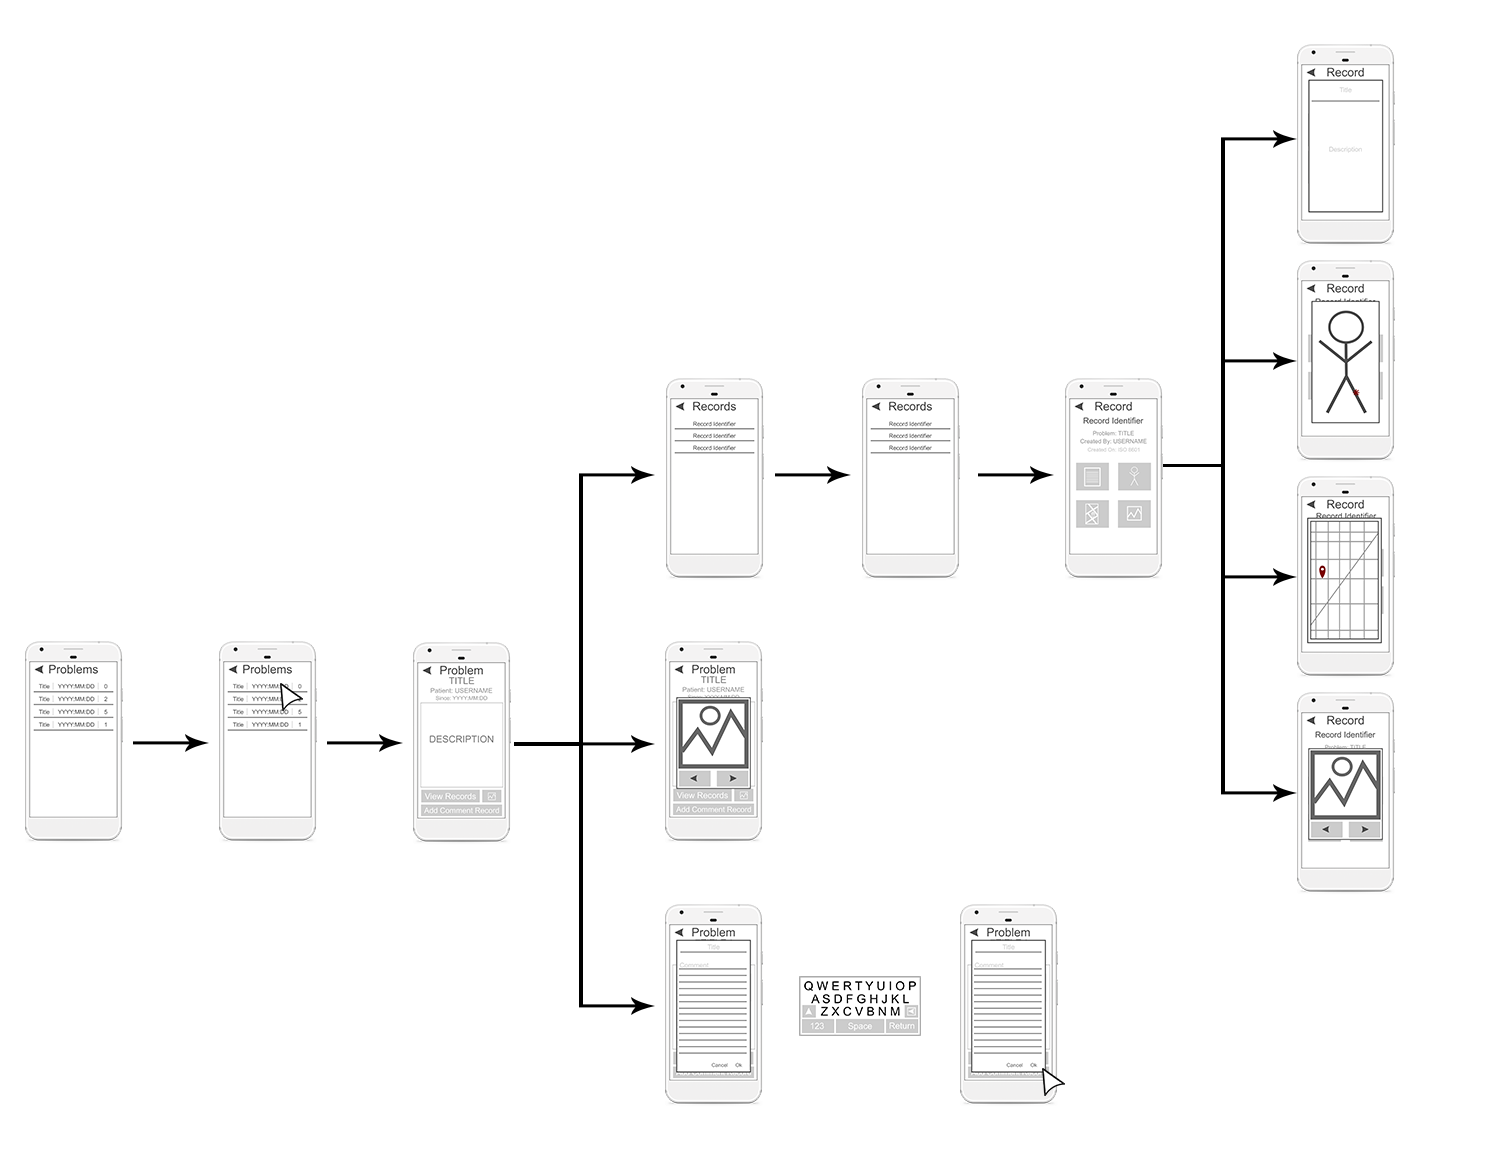 Record
Title
Description
Record
Record Identifier
Records
Record Identifier
Record Identifier
Record Identifier
Records
Record Identifier
Record Identifier
Record Identifier
Record
Record Identifier
Problem: TITLE
Created By: USERNAME
Created On: ISO 8601
Record
Record Identifier
Problems
Title YYYY:MM:DD 0
Title YYYY:MM:DD 2
Title YYYY:MM:DD 5
Title YYYY:MM:DD 1
Problems
Title YYYY:MM:DD 0
Title YYYY:MM:DD
Title YYYY:MM:DD 5
Title YYYY:MM:DD 1
Problem
TITLE
Patient: USERNAME
Since: YYYY:MM:DD
DESCRIPTION
View Records
Add Comment Record
Problem
TITLE
Patient: USERNAME
Since: YYYY:MM:DD
View Records
Add Comment Record
Record
Record Identifier
Problem: TITLE
Problem
Title
Comment
Cancel Ok
QWERTYUIOP
ASDFGHJKL
ZXCVBNM
123 Space Return
Problem
Title
Comment
Cancel Ok